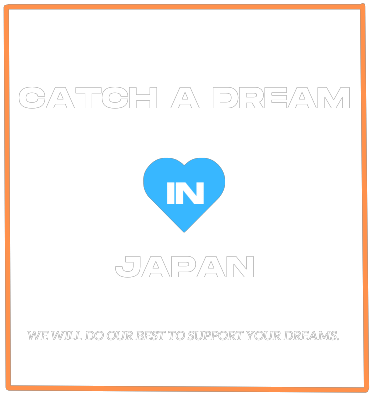 CATCH A DREAM
IN
JAPAN
WE WILL DO OUR BEST TO SUPPORT YOUR DREAMS.